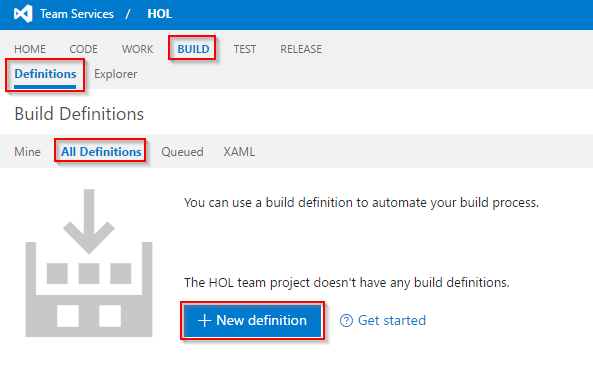 Team Services / HOL
HOME CODE WORK BUILD TEST RELEASE
Definitions Explorer
Build Definitions
Mine All Definitions Queued XAML
You can use a build definition to automate your build process.
The HOL team project doesn't have any build definitions.
+ New definition ? Get started